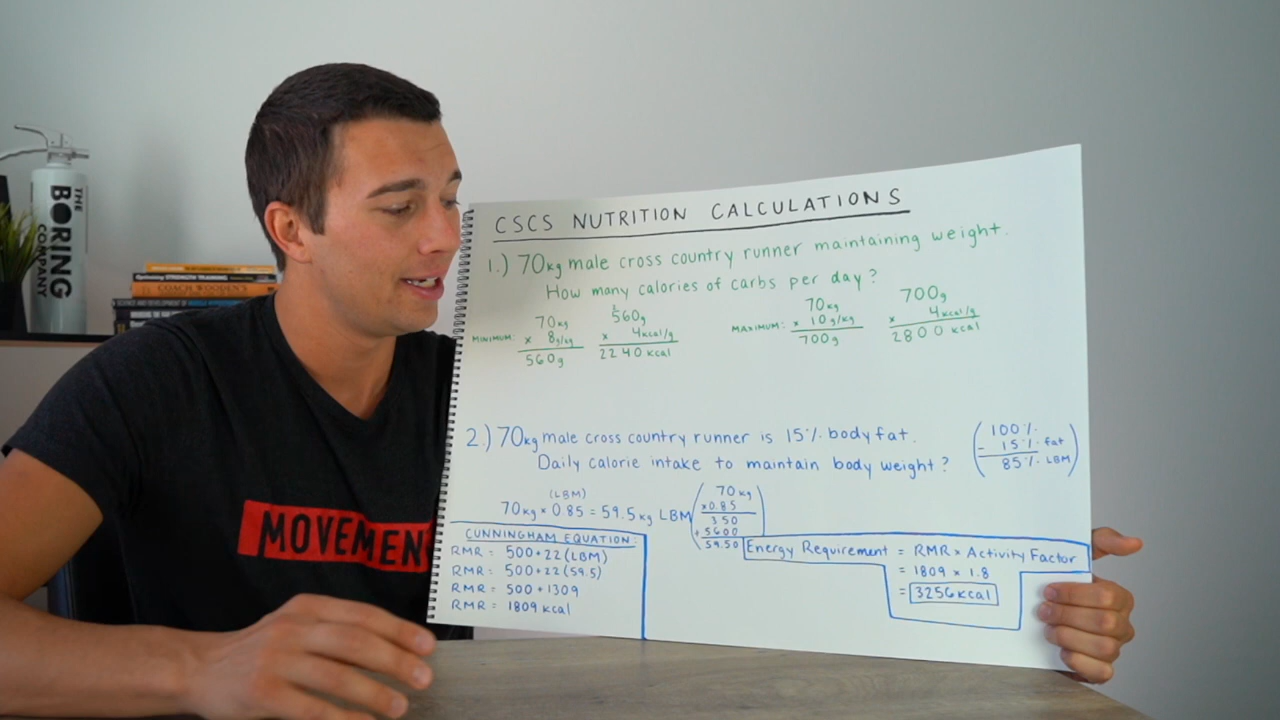 THE
BORING
COMPANY
COACH WOODEN'S
MOVEMEN
CSCS NUTRITION CALCULATIONS
1.) 70kg male cross country runner maintaining weight.
How many calories of carbs per day?
MINIMUM:
70kg
x 8g/kg
560g
2
560g
x 4kcal/g
2240 kcal
MAXIMUM:
70kg
x 10g/kg
700g
700g
x 4kcal/g
2800 kcal
2.) 70kg male cross country runner is 15% body fat.
Daily calorie intake to maintain body weight?
100%
- 15% fat
85% LBM
(LBM)
70kg x 0.85 = 59.5kg LBM
70kg
x0.85
350
+5600
59.50
CUNNINGHAM EQUATION:
RMR = 500+22(LBM)
RMR = 500+22(59.5)
RMR = 500+1309
RMR = 1809 kcal
Energy Requirement = RMR x Activity Factor
= 1809 x 1.8
= 3256kcal